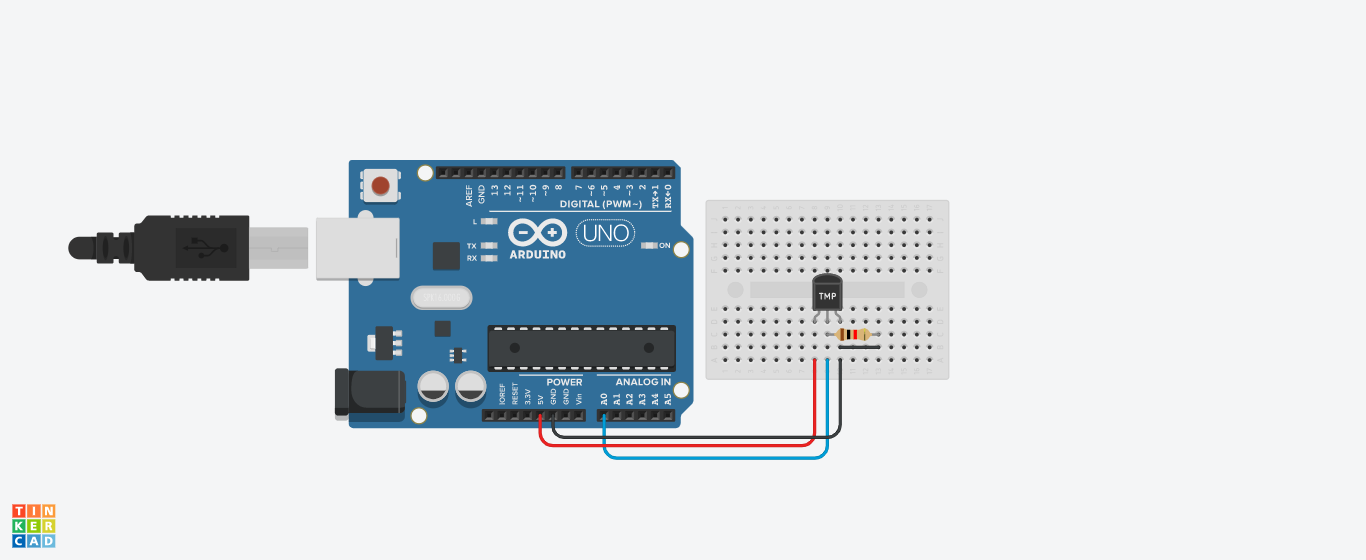 AREF
GND
13
12
~11
~10
~9
8
7
~6
~5
4
~3
2
TX→1
RX←0
DIGITAL (PWM~)
L
TX
RX
ARDUINO
UNO
ON
TMP
POWER
ANALOG IN
IOREF
RESET
3.3V
5V
GND
GND
Vin
A0
A1
A2
A3
A4
A5
TIN
KER
CAD